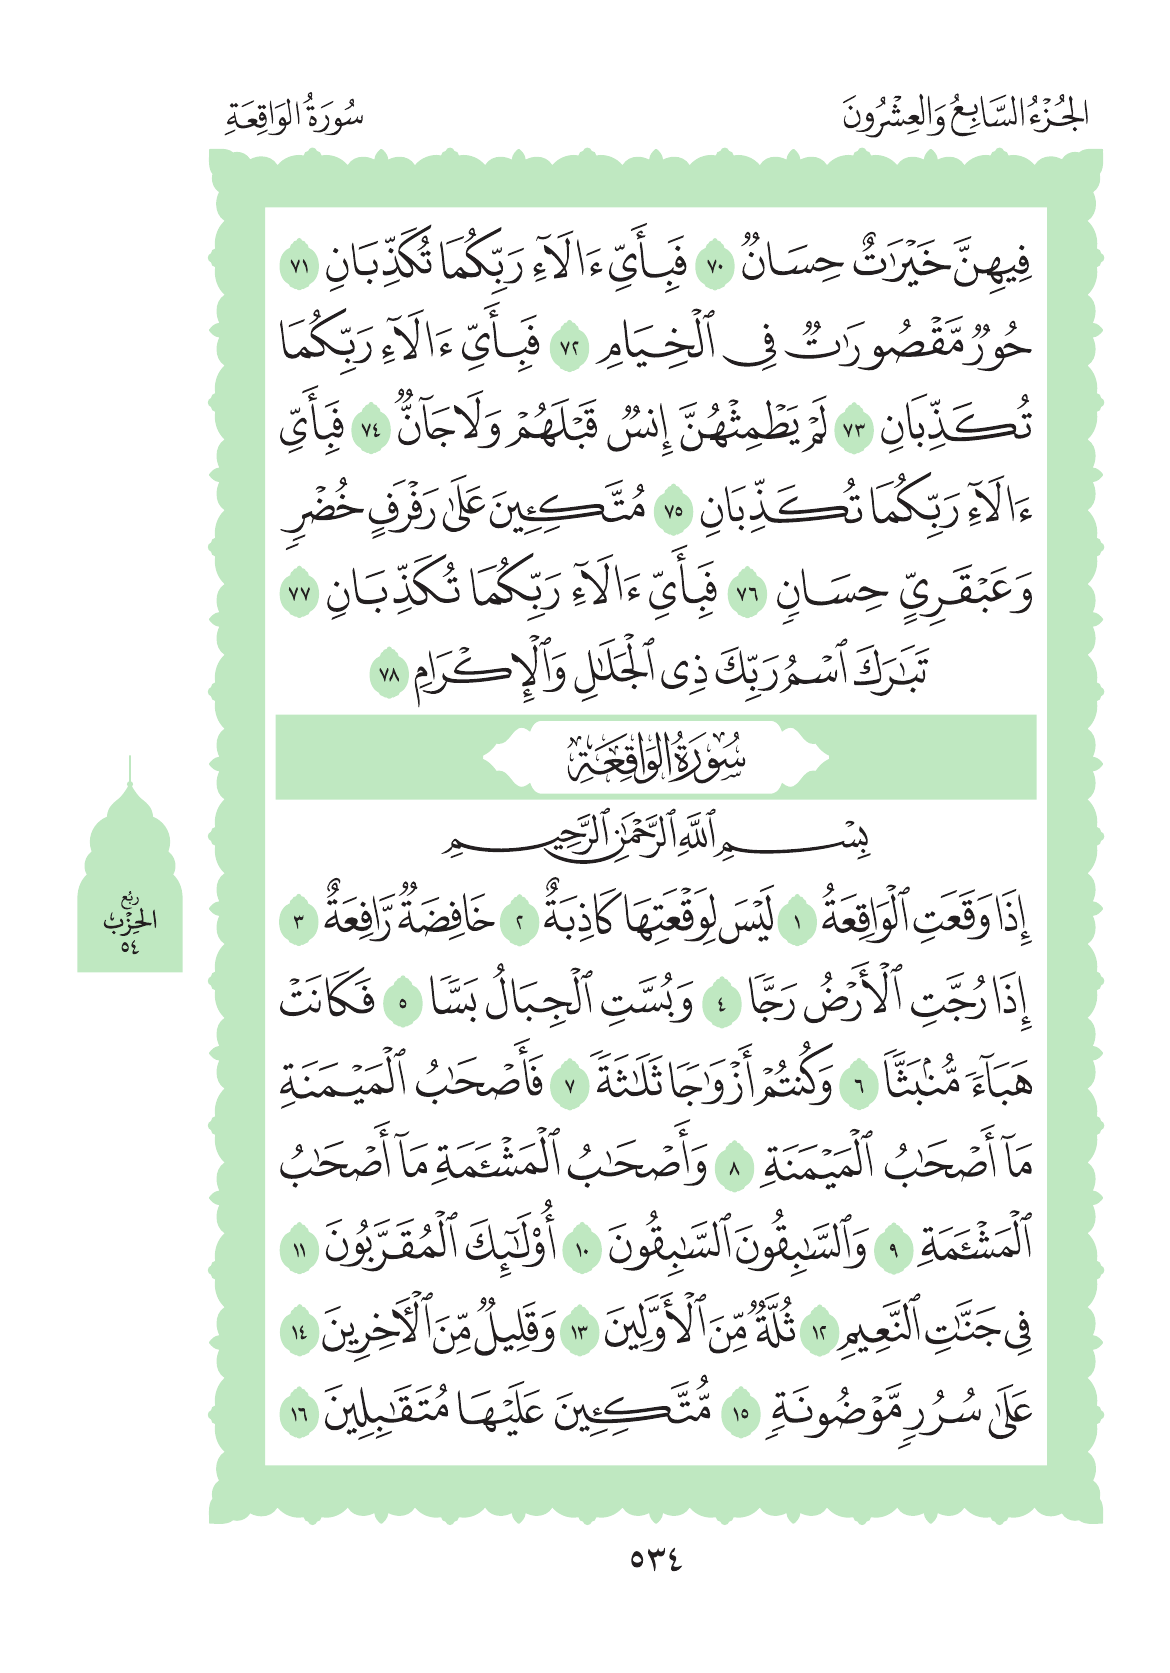 الجُزْءُ السَّابِعُ وَالعِشْرُونَ
سُورَةُ الوَاقِعَةِ
فِيهِنَّ خَيْرَٰتٌ حِسَانٞ ٧٠ فَبِأَيِّ ءَالَآءِ رَبِّكُمَا تُكَذِّبَانِ ٧١
حُورٞ مَّقۡصُورَٰتٞ فِي ٱلۡخِيَامِ ٧٢ فَبِأَيِّ ءَالَآءِ رَبِّكُمَا
تُكَذِّبَانِ ٧٣ لَمۡ يَطۡمِثۡهُنَّ إِنسٞ قَبۡلَهُمۡ وَلَا جَآنّٞ ٧٤ فَبِأَيِّ
ءَالَآءِ رَبِّكُمَا تُكَذِّبَانِ ٧٥ مُتَّكِـِٔينَ عَلَىٰ رَفۡرَفٍ خُضۡرٖ
وَعَبۡقَرِيٍّ حِسَانٖ ٧٦ فَبِأَيِّ ءَالَآءِ رَبِّكُمَا تُكَذِّبَانِ ٧٧
تَبَٰرَكَ ٱسۡمُ رَبِّكَ ذِي ٱلۡجَلَٰلِ وَٱلۡإِكۡرَامِ ٧٨
سُورَةُ الوَاقِعَةِ
بِسۡمِ ٱللَّهِ ٱلرَّحۡمَٰنِ ٱلرَّحِيمِ
إِذَا وَقَعَتِ ٱلۡوَاقِعَةُ ١ لَيۡسَ لِوَقۡعَتِهَا كَاذِبَةٌ ٢ خَافِضَةٞ رَّافِعَةٌ ٣
إِذَا رُجَّتِ ٱلۡأَرۡضُ رَجّٗا ٤ وَبُسَّتِ ٱلۡجِبَالُ بَسّٗا ٥ فَكَانَتۡ
هَبَآءٗ مُّنۢبَثّٗا ٦ وَكُنتُمۡ أَزۡوَٰجٗا ثَلَٰثَةٗ ٧ فَأَصۡحَٰبُ ٱلۡمَيۡمَنَةِ
مَآ أَصۡحَٰبُ ٱلۡمَيۡمَنَةِ ٨ وَأَصۡحَٰبُ ٱلۡمَشۡـَٔمَةِ مَآ أَصۡحَٰبُ
ٱلۡمَشۡـَٔمَةِ ٩ وَٱلسَّٰبِقُونَ ٱلسَّٰبِقُونَ ١٠ أُوْلَٰٓئِكَ ٱلۡمُقَرَّبُونَ ١١
فِي جَنَّٰتِ ٱلنَّعِيمِ ١٢ ثُلَّةٞ مِّنَ ٱلۡأَوَّلِينَ ١٣ وَقَلِيلٞ مِّنَ ٱلۡأٓخِرِينَ ١٤
عَلَىٰ سُرُرٖ مَّوۡضُونَةٖ ١٥ مُّتَّكِـِٔينَ عَلَيۡهَا مُتَقَٰبِلِينَ ١٦
رُبُع
الحِزْب
٥٤
٥٣٤